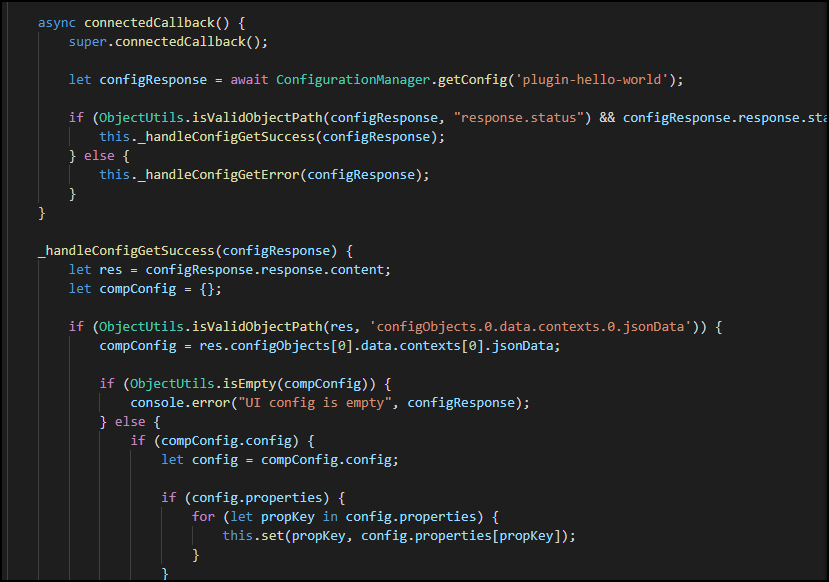 async connectedCallback() {
super.connectedCallback();
let configResponse = await ConfigurationManager.getConfig('plugin-hello-world');
if (ObjectUtils.isValidObjectPath(configResponse, "response.status") && configResponse.response.sta
this._handleConfigGetSuccess(configResponse);
} else {
this._handleConfigGetError(configResponse);
}
}
_handleConfigGetSuccess(configResponse) {
let res = configResponse.response.content;
let compConfig = {};
if (ObjectUtils.isValidObjectPath(res, 'configObjects.0.data.contexts.0.jsonData')) {
compConfig = res.configObjects[0].data.contexts[0].jsonData;
if (ObjectUtils.isEmpty(compConfig)) {
console.error("UI config is empty", configResponse);
} else {
if (compConfig.config) {
let config = compConfig.config;
if (config.properties) {
for (let propKey in config.properties) {
this.set(propKey, config.properties[propKey]);
}
}